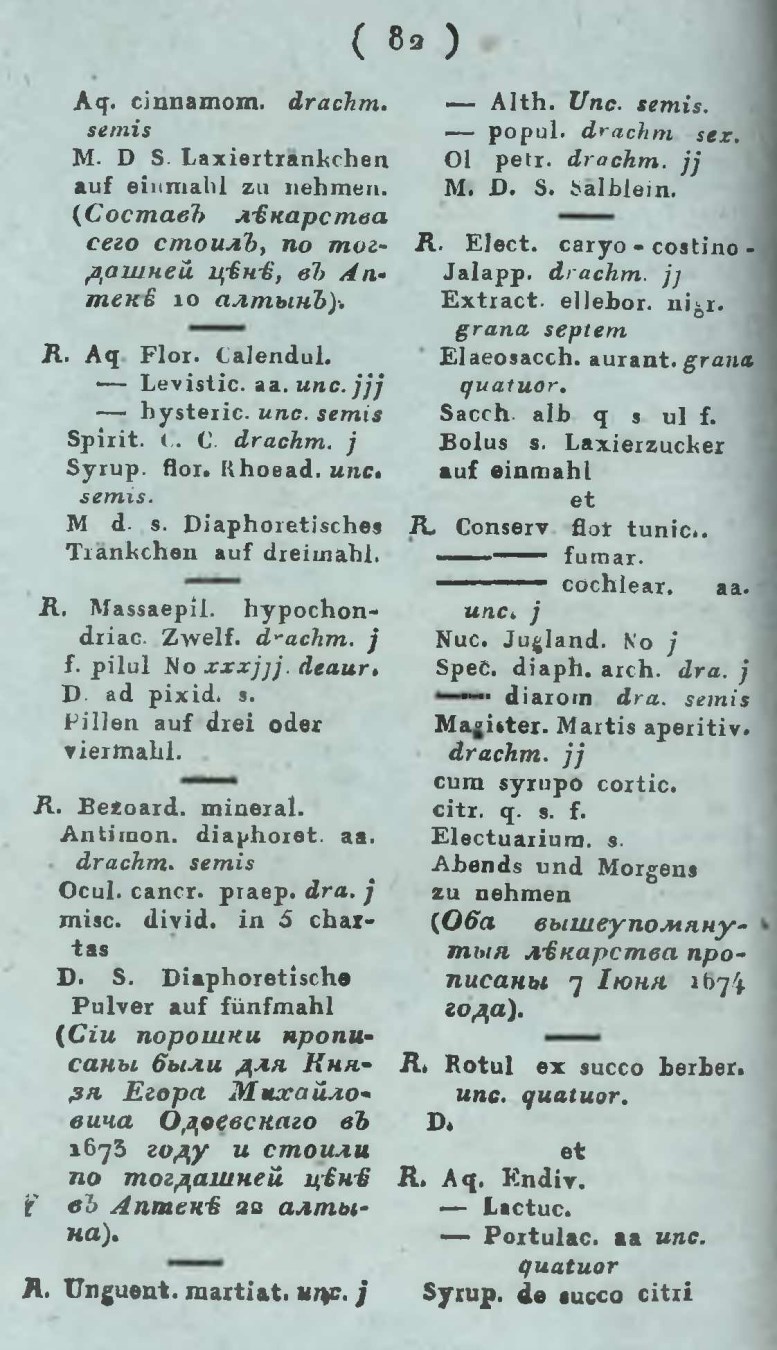 ( 82 )
Aq. cinnamom. drachm.
semis
M. D S. Laxiertränkchen
auf einmahl zu nehmen.
(Составъ лѣкарства
сего стоилъ, по тог-
дашней цѣнѣ, въ Ап-
текѣ 10 алтынъ).
R. Aq Flor. Calendul.
— Levistic. aa. unc. jjj
— hysteric. unc. semis
Spirit. C. C. drachm. j
Syrup. flor. Rhoead. unc.
semis.
M d. s. Diaphoretisches
Tränkchen auf dreimahl.
R. Massaepil. hypochon-
driac. Zwelf. drachm. j
f. pilul No xxxjjj. deaur.
D. ad pixid. s.
Pillen auf drei oder
viermahl.
R. Bezoard. mineral.
Antimon. diaphoret. aa.
drachm. semis
Ocul. cancr. praep. dra. j
misc. divid. in 5 char-
tas
D. S. Diaphoretische
Pulver auf fünfmahl
(Сіи порошки пропи-
саны были для Кня-
зя Егора Михайло-
вича Одоевскаго въ
1673 году и стоили
по тогдашней цѣнѣ
въ Аптекѣ 22 алты-
на).
R. Unguent. martiat. unc. j
— Alth. Unc. semis.
— popul. drachm sex.
Ol petr. drachm. jj
M. D. S. Sälblein.
R. Elect. caryo-costino-
Jalapp. drachm. jj
Extract. ellebor. nigr.
grana septem
Elaeosacch. aurant. grana
quatuor.
Sacch. alb q s ul f.
Bolus s. Laxierzucker
auf einmahl
et
R. Conserv flor tunic..
—— fumar.
—— cochlear. aa.
unc. j
Nuc. Jugland. No j
Spec. diaph. arch. dra. j
—— diarom dra. semis
Magister. Martis aperitiv.
drachm. jj
cum syrupo cortic.
citr. q. s. f.
Electuarium. s.
Abends und Morgens
zu nehmen
(Оба вышеупомяну-
тыя лѣкарства про-
писаны 7 Іюня 1674
года).
R. Rotul ex succo berber.
unc. quatuor.
D.
et
R. Aq. Endiv.
— Lactuc.
— Portulac. aa unc.
quatuor
Syrup. de succo citri